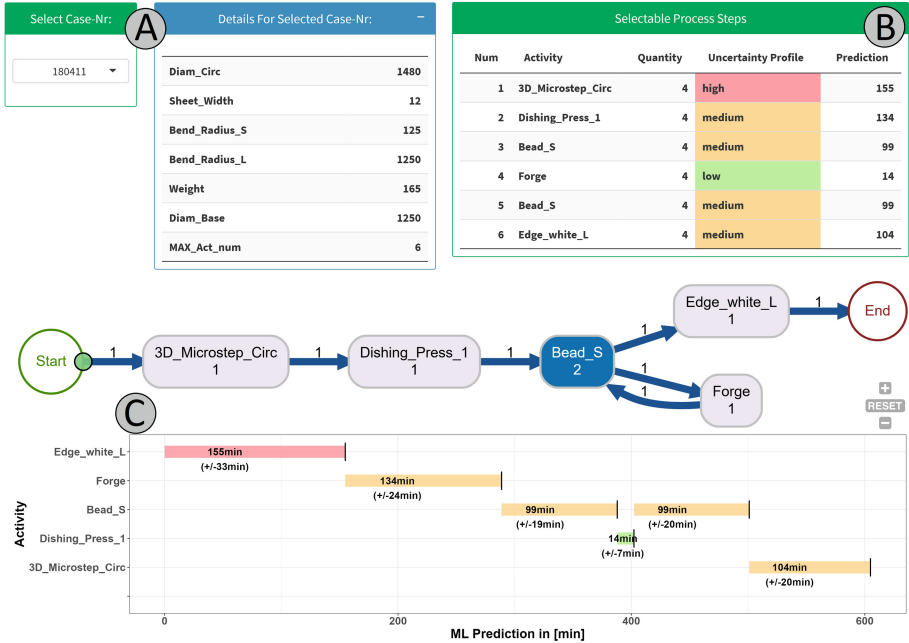 Select Case-Nr:
A
Details For Selected Case-Nr:
−
180411
Diam_Circ 1480
Sheet_Width 12
Bend_Radius_S 125
Bend_Radius_L 1250
Weight 165
Diam_Base 1250
MAX_Act_num 6
Selectable Process Steps
B
Num Activity Quantity Uncertainty Profile Prediction
1 3D_Microstep_Circ 4 high 155
2 Dishing_Press_1 4 medium 134
3 Bead_S 4 medium 99
4 Forge 4 low 14
5 Bead_S 4 medium 99
6 Edge_white_L 4 medium 104
Start
1
3D_Microstep_Circ
1
1
Dishing_Press_1
1
1
Bead_S
2
1
Edge_white_L
1
1
End
1
1
Forge
1
RESET
C
Activity
Edge_white_L
155min
(+/-33min)
Forge
134min
(+/-24min)
Bead_S
99min
(+/-19min)
99min
(+/-20min)
Dishing_Press_1
14min
(+/-7min)
3D_Microstep_Circ
104min
(+/-20min)
0 200 400 600
ML Prediction in [min]